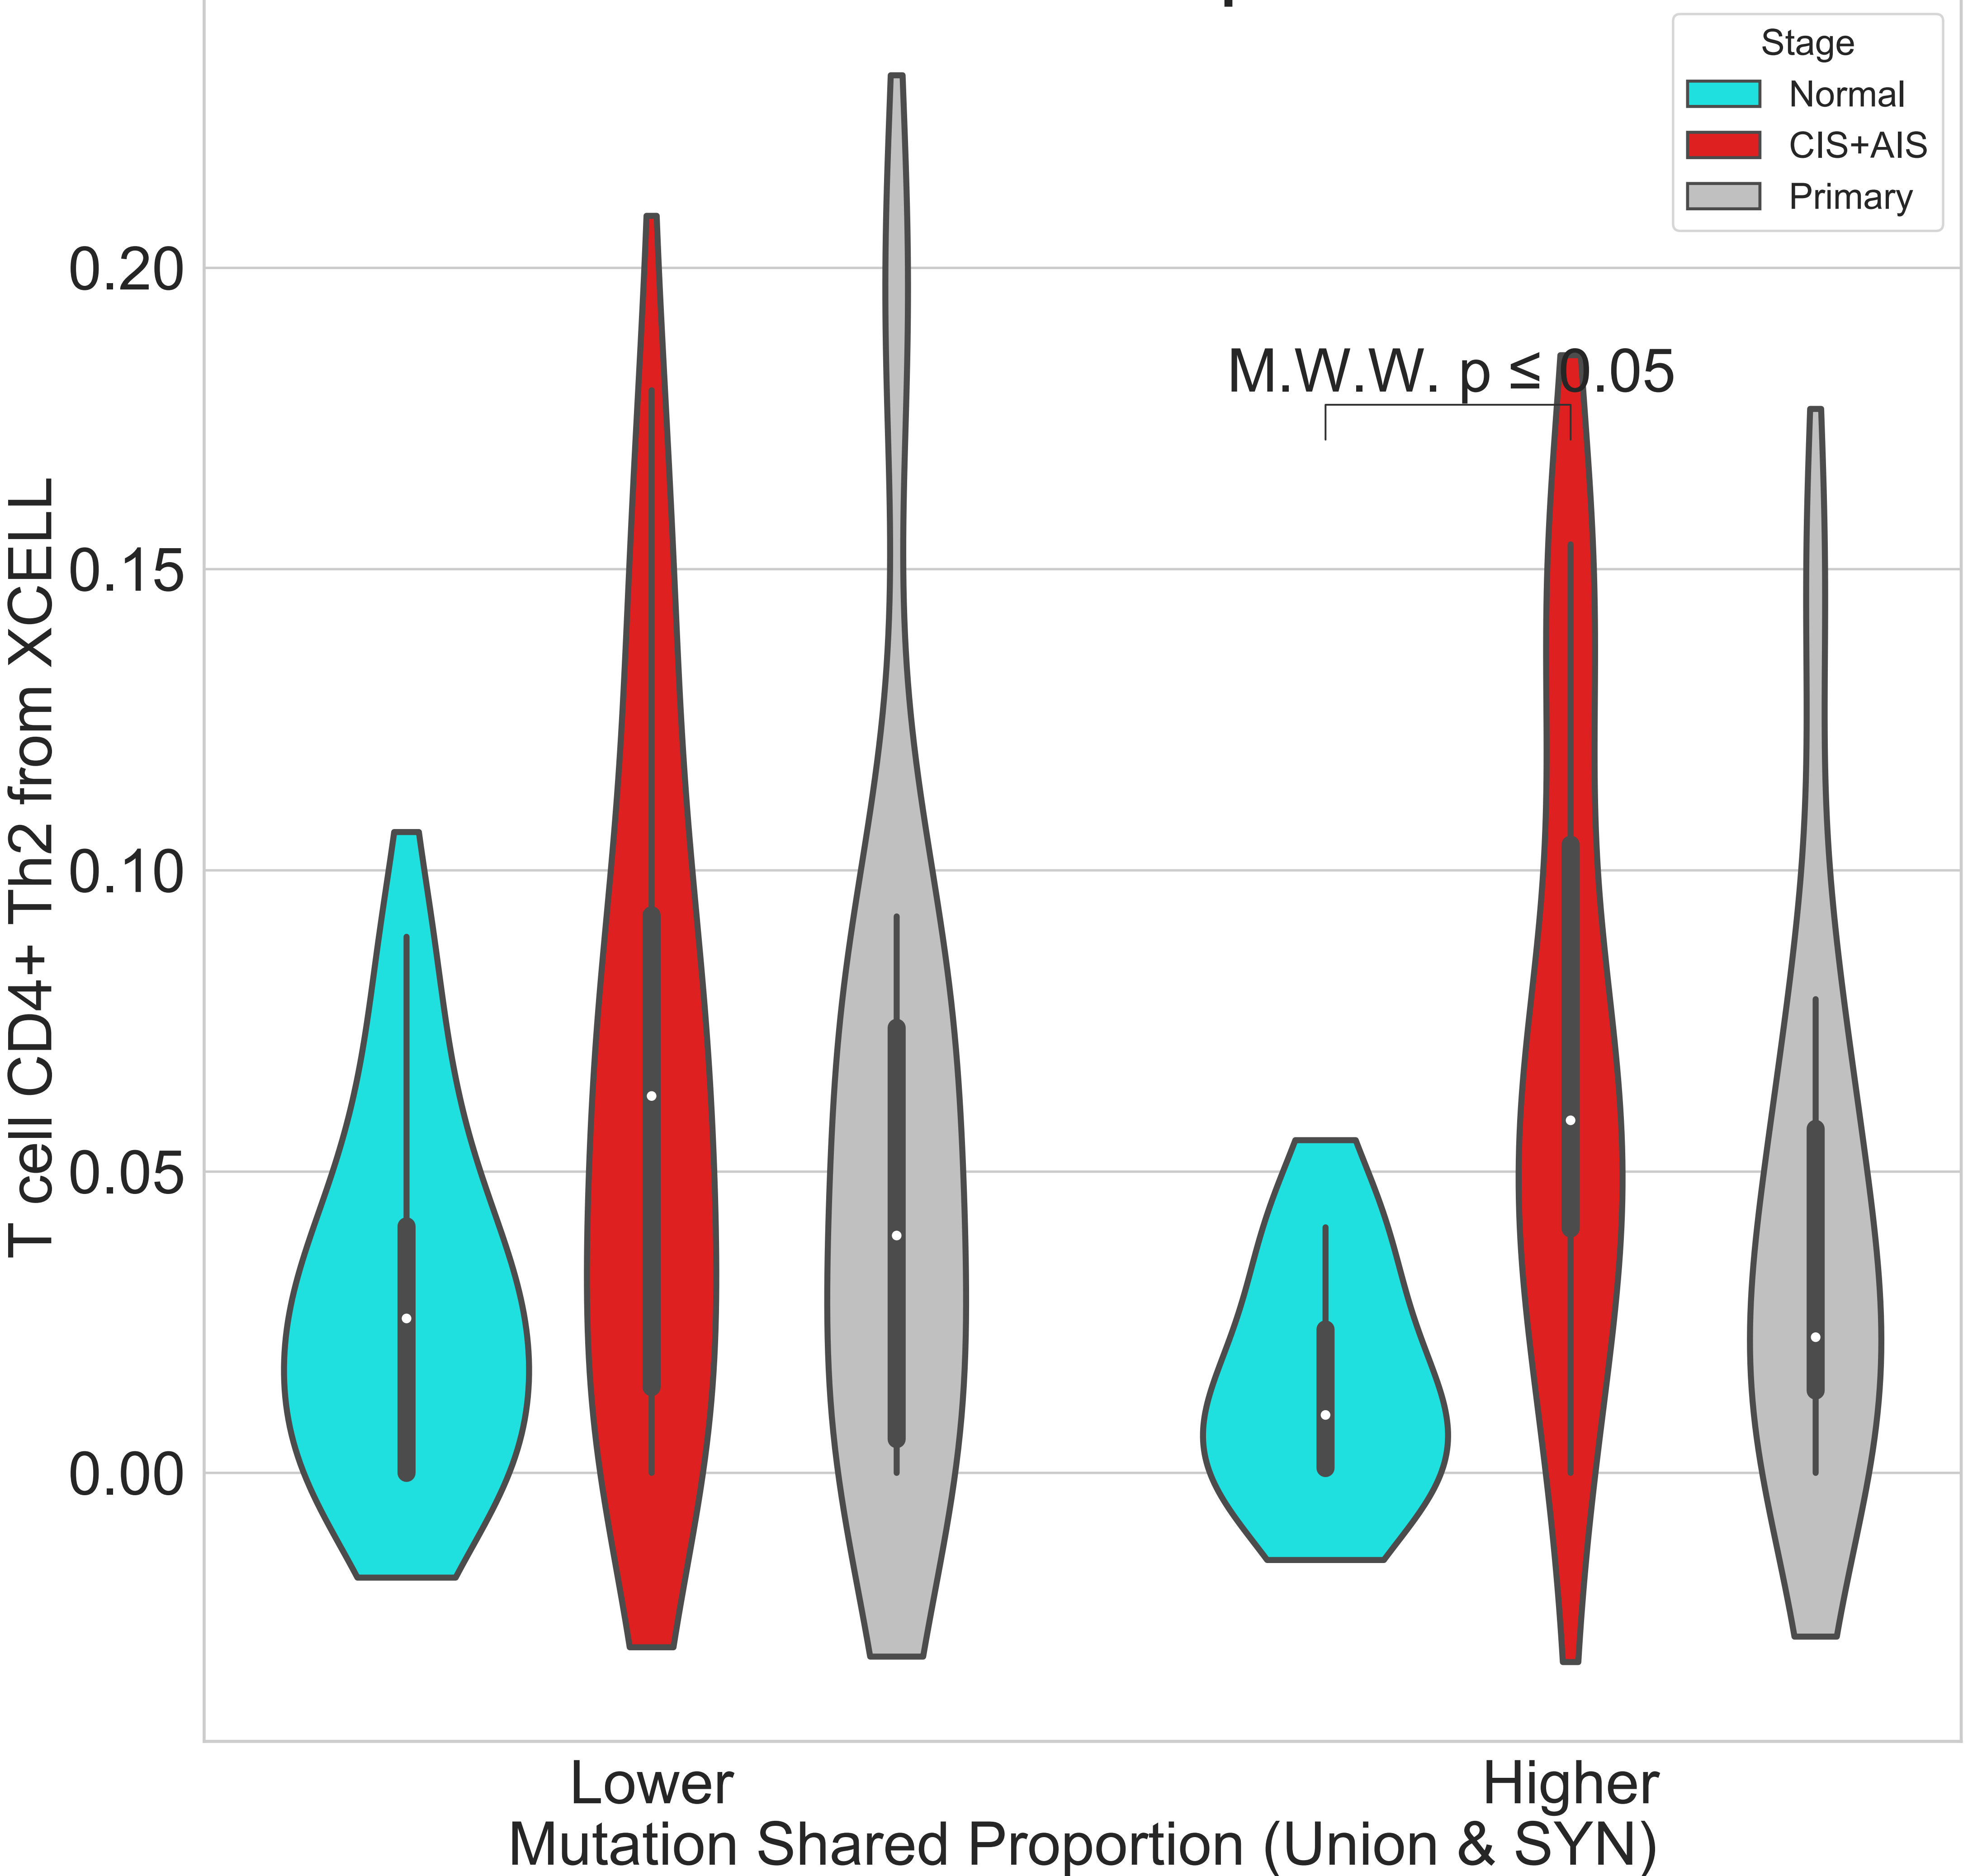 Stage
Normal
CIS+AIS
Primary
M.W.W. p ≤ 0.05
T cell CD4+ Th2 from XCELL
0.20
0.15
0.10
0.05
0.00
Lower
Higher
Mutation Shared Proportion (Union & SYN)